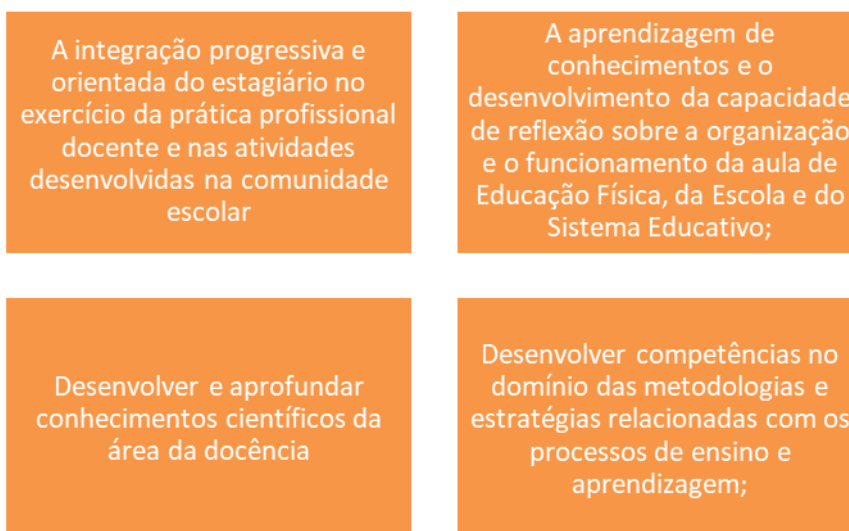 A integração progressiva e
orientada do estagiário no
exercício da prática profissional
docente e nas atividades
desenvolvidas na comunidade
escolar
A aprendizagem de
conhecimentos e o
desenvolvimento da capacidade
de reflexão sobre a organização
e o funcionamento da aula de
Educação Física, da Escola e do
Sistema Educativo;
Desenvolver e aprofundar
conhecimentos científicos da
área da docência
Desenvolver competências no
domínio das metodologias e
estratégias relacionadas com os
processos de ensino e
aprendizagem;